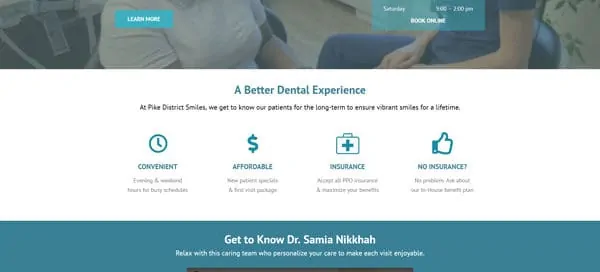 Saturday 9:00 – 2:00 pm
LEARN MORE
BOOK ONLINE
A Better Dental Experience
At Pike District Smiles, we get to know our patients for the long-term to ensure vibrant smiles for a lifetime.
CONVENIENT AFFORDABLE INSURANCE NO INSURANCE?
Evening & weekend New patient specials Accept all PPO insurance No problem. Ask about
hours for busy schedules & first visit package & maximize your benefits our In-House benefit plan
Get to Know Dr. Samia Nikkhah
Relax with this caring team who personalize your care to make each visit enjoyable.